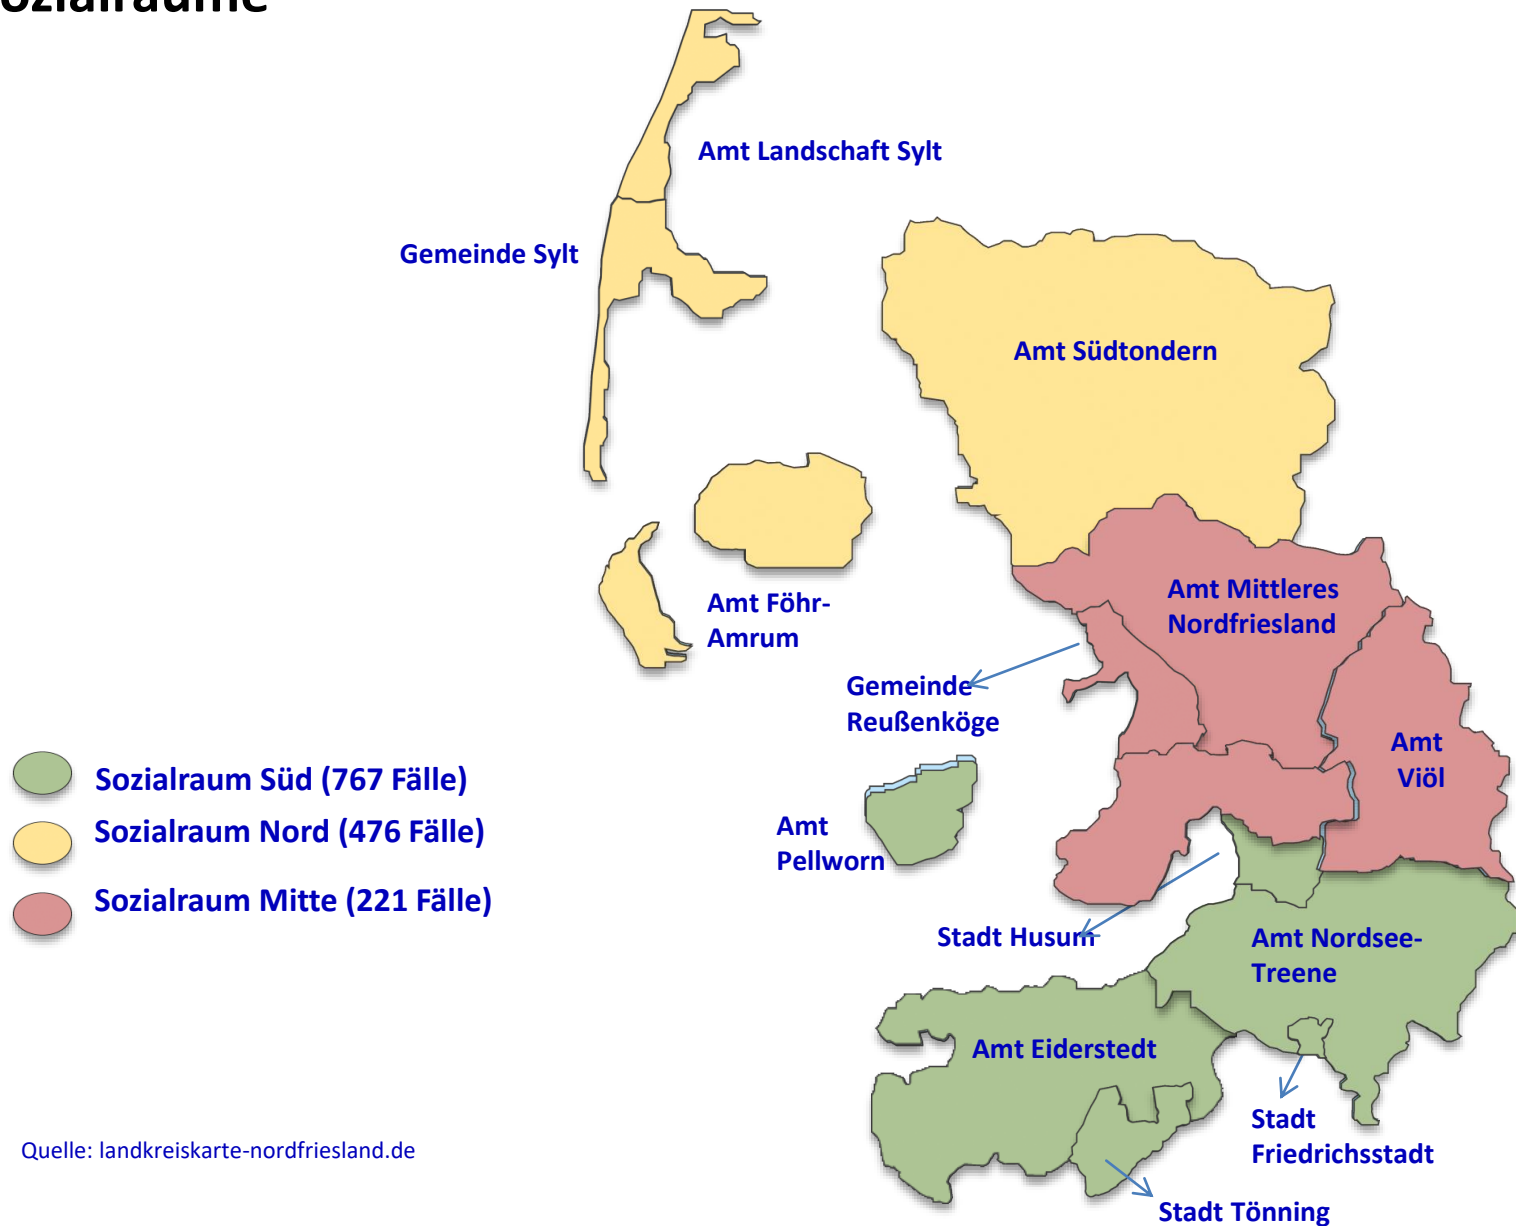 ozialräume
Amt Landschaft Sylt
Gemeinde Sylt
Amt Südtondern
Amt Föhr-
Amrum
Amt Mittleres
Nordfriesland
Gemeinde
Reußenköge
Amt
Viöl
Sozialraum Süd (767 Fälle)
Sozialraum Nord (476 Fälle)
Sozialraum Mitte (221 Fälle)
Amt
Pellworn
Stadt Husum
Amt Nordsee-
Treene
Amt Eiderstedt
Stadt
Friedrichsstadt
Stadt Tönning
Quelle: landkreiskarte-nordfriesland.de